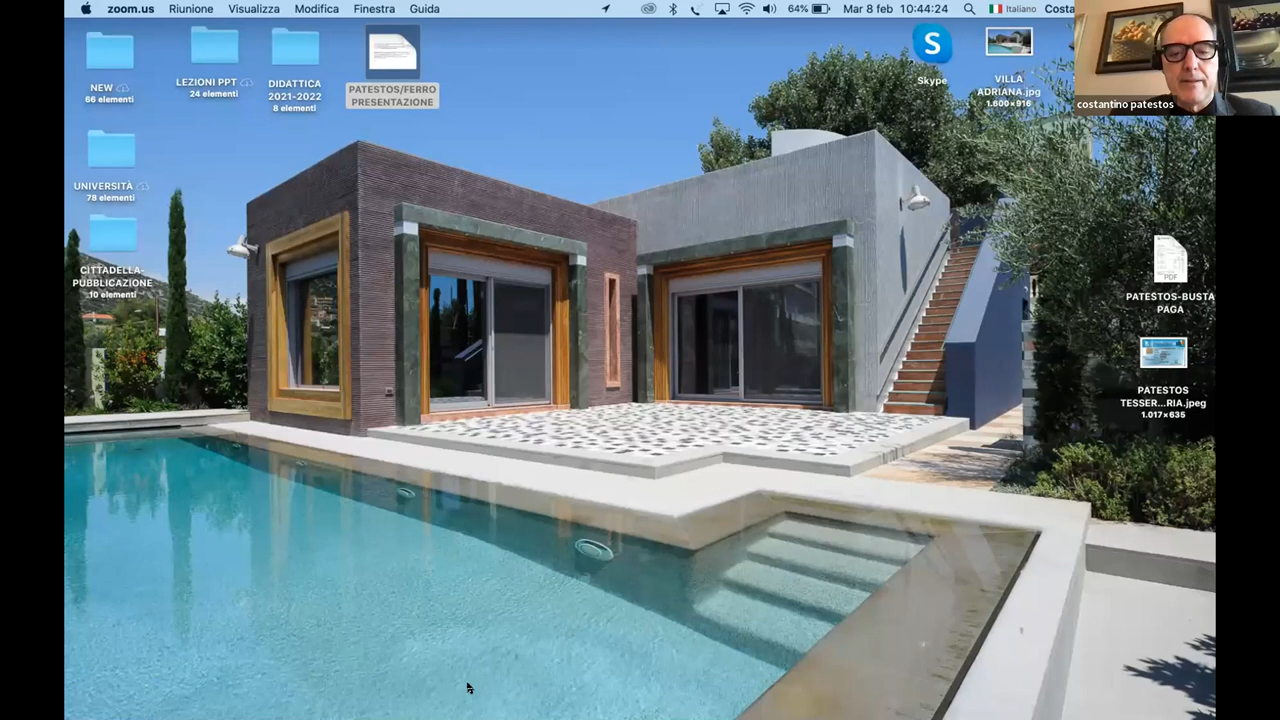 zoom.us Riunione Visualizza Modifica Finestra Guida 64% Mar 8 feb 10:44:24 Italiano Costa
costantino patestos
NEW
66 elementi
LEZIONI PPT
24 elementi
DIDATTICA
2021-2022
8 elementi
PATESTOS/FERRO
PRESENTAZIONE
Skype
VILLA
ADRIANA.jpg
1.600×916
UNIVERSITÀ
78 elementi
CITTADELLA-
PUBBLICAZIONE
10 elementi
PDF
PATESTOS-BUSTA
PAGA
PATESTOS
TESSER...RIA.jpeg
1.017×635